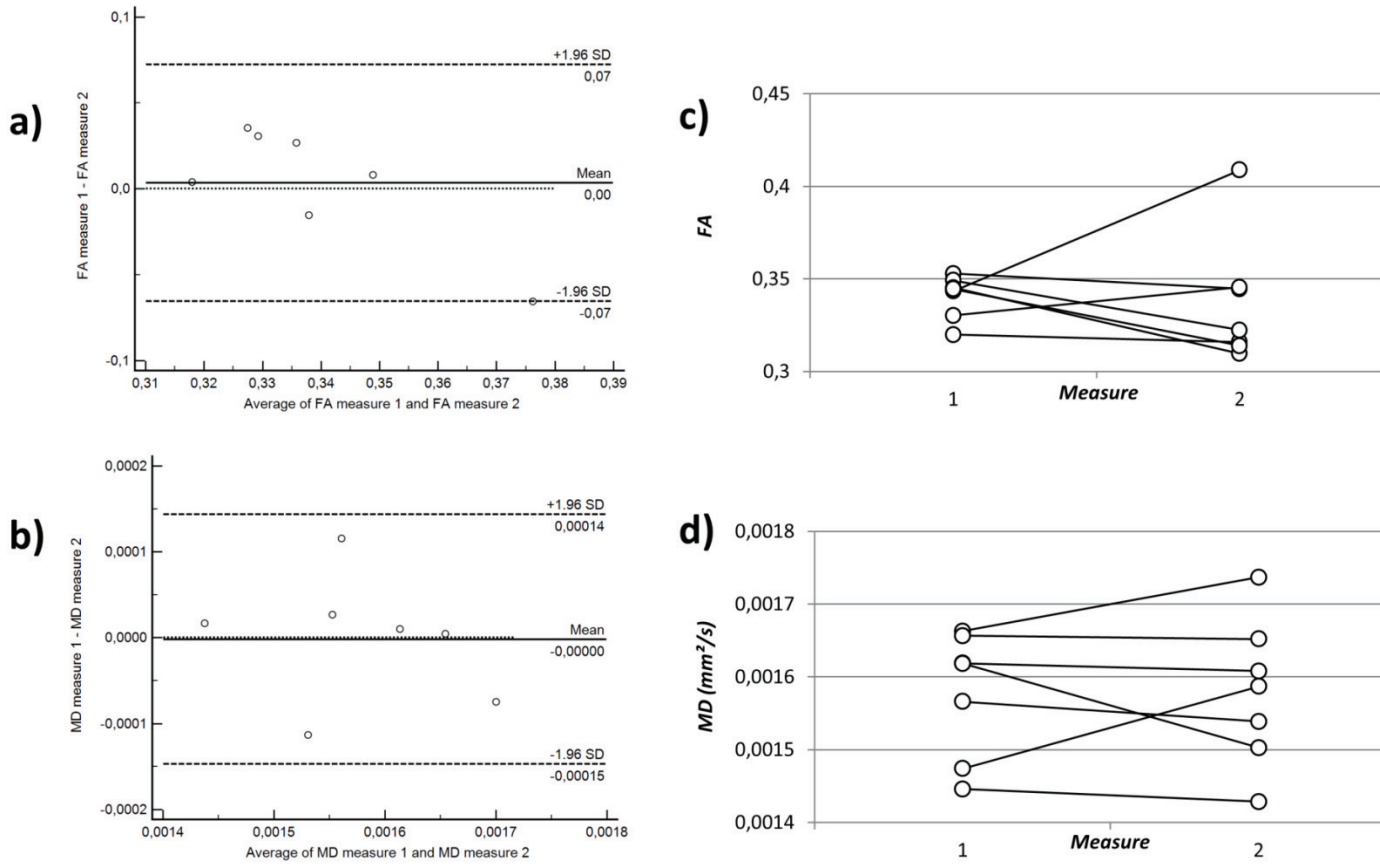 a)
0,1
0,0
-0,1
FA measure 1 - FA measure 2
+1.96 SD
0,07
Mean
0,00
-1.96 SD
-0,07
0,31 0,32 0,33 0,34 0,35 0,36 0,37 0,38 0,39
Average of FA measure 1 and FA measure 2
c)
0,45
0,4
0,35
0,3
FA
1 2
Measure
b)
0,0002
0,0001
0,0000
-0,0001
-0,0002
MD measure 1 - MD measure 2
+1.96 SD
0,00014
Mean
-0,00000
-1.96 SD
-0,00015
0,0014 0,0015 0,0016 0,0017 0,0018
Average of MD measure 1 and MD measure 2
d)
0,0018
0,0017
0,0016
0,0015
0,0014
MD (mm²/s)
1 2
Measure